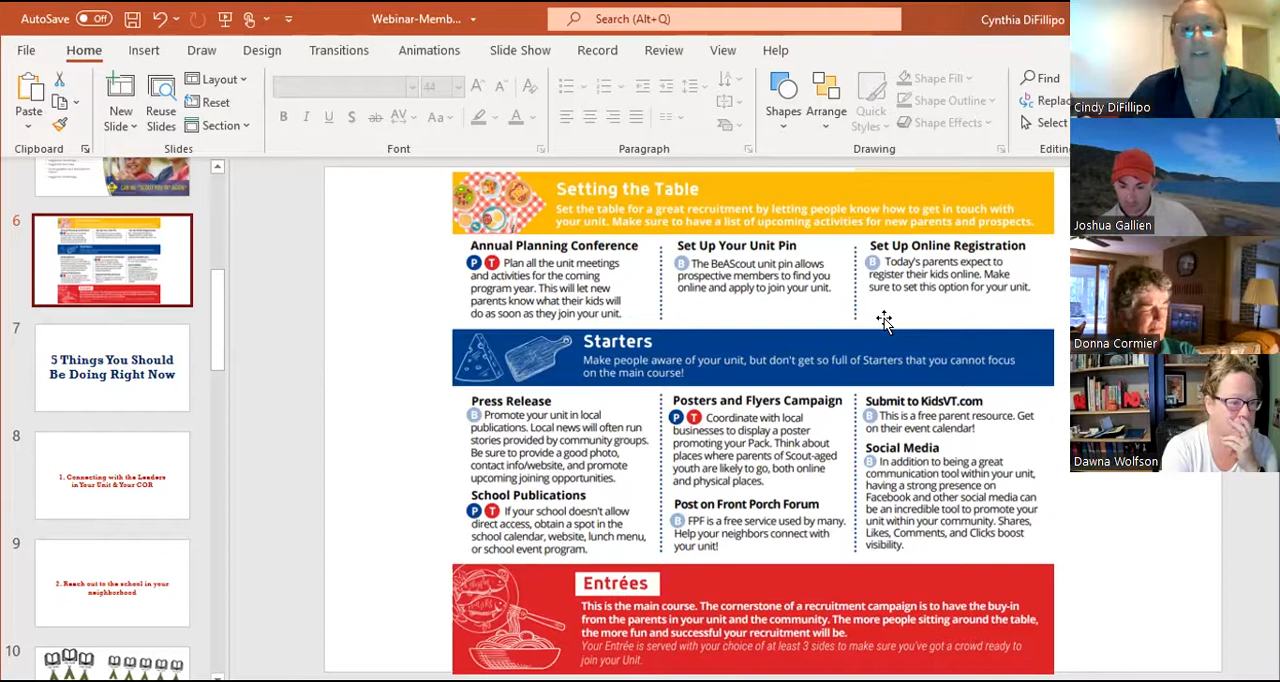 AutoSave Off Webinar-Memb... Search (Alt+Q) Cynthia DiFillipo
File Home Insert Draw Design Transitions Animations Slide Show Record Review View Help
Paste
Clipboard
New
Slide
Reuse
Slides
Layout
Reset
Section
Slides
44
B I U S ab AV Aa A
Font
Paragraph
Shapes
Arrange
Quick
Styles
Shape Fill
Shape Outline
Shape Effects
Drawing
Find
Replac
Select
Editin
6
7
5 Things You Should
Be Doing Right Now
8
1. Connecting with the Leaders
in Your Unit & Your COR
9
2. Reach out to the school in your
neighborhood
10
Setting the Table
Set the table for a great recruitment by letting people know how to get in touch with
your unit. Make sure to have a list of upcoming activities for new parents and prospects.
Annual Planning Conference
P T Plan all the unit meetings
and activities for the coming
program year. This will let new
parents know what their kids will
do as soon as they join your unit.
Set Up Your Unit Pin
B The BeAScout unit pin allows
prospective members to find you
online and apply to join your unit.
Set Up Online Registration
B Today's parents expect to
register their kids online. Make
sure to set this option for your unit.
Starters
Make people aware of your unit, but don't get so full of Starters that you cannot focus
on the main course!
Press Release
B Promote your unit in local
publications. Local news will often run
stories provided by community groups.
Be sure to provide a good photo,
contact info/website, and promote
upcoming joining opportunities.
School Publications
P T If your school doesn't allow
direct access, obtain a spot in the
school calendar, website, lunch menu,
or school event program.
Posters and Flyers Campaign
P T Coordinate with local
businesses to display a poster
promoting your Pack. Think about
places where parents of Scout-aged
youth are likely to go, both online
and physical places.
Post on Front Porch Forum
B FPF is a free service used by many.
Help your neighbors connect with
your unit!
Submit to KidsVT.com
B This is a free parent resource. Get
on their event calendar!
Social Media
B In addition to being a great
communication tool within your unit,
having a strong presence on
Facebook and other social media can
be an incredible tool to promote your
unit within your community. Shares,
Likes, Comments, and Clicks boost
visibility.
Entrées
This is the main course. The cornerstone of a recruitment campaign is to have the buy-in
from the parents in your unit and the community. The more people sitting around the table,
the more fun and successful your recruitment will be.
Your Entrée is served with your choice of at least 3 sides to make sure you've got a crowd ready to
join your Unit.
Cindy DiFillipo
Joshua Gallien
Donna Cormier
Dawna Wolfson